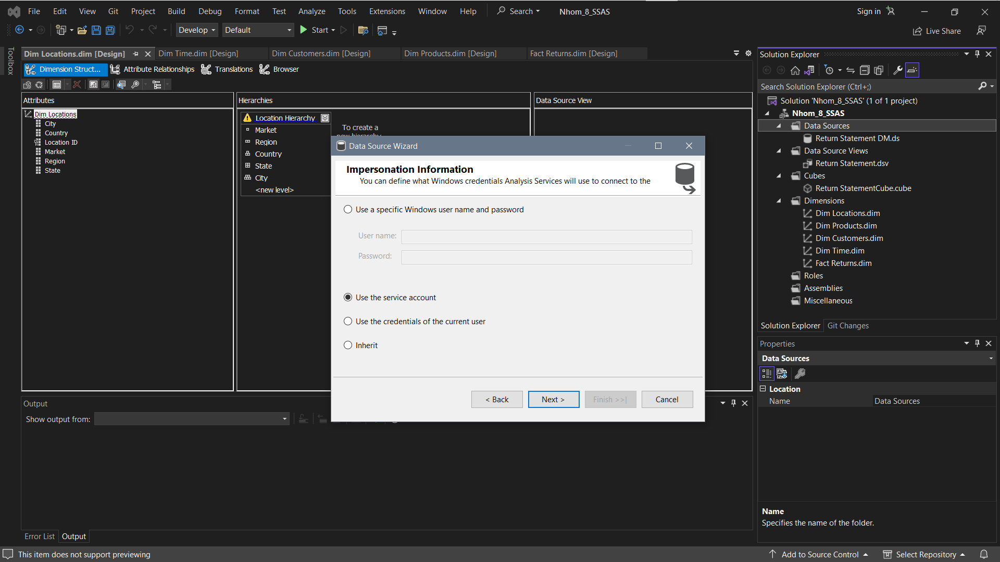 File Edit View Git Project Build Debug Format Test Analyze Tools Extensions Window Help Search Nhom_8_SSAS Sign in
Develop Default Start Live Share
Toolbox
Dim Locations.dim [Design] Dim Time.dim [Design] Dim Customers.dim [Design] Dim Products.dim [Design] Fact Returns.dim [Design]
Dimension Struct... Attribute Relationships Translations Browser
Attributes
Dim Locations
City
Country
Location ID
Market
Region
State
Hierarchies
Location Hierarchy
Market
Region
Country
State
City
<new level>
To create a
new hierarchy
Data Source View
Data Source Wizard
Impersonation Information
You can define what Windows credentials Analysis Services will use to connect to the
Use a specific Windows user name and password
User name:
Password:
Use the service account
Use the credentials of the current user
Inherit
< Back Next > Finish >>| Cancel
Output
Show output from:
Error List Output
Solution Explorer
Search Solution Explorer (Ctrl+;)
Solution 'Nhom_8_SSAS' (1 of 1 project)
Nhom_8_SSAS
Data Sources
Return Statement DM.ds
Data Source Views
Return Statement.dsv
Cubes
Return StatementCube.cube
Dimensions
Dim Locations.dim
Dim Products.dim
Dim Customers.dim
Dim Time.dim
Fact Returns.dim
Roles
Assemblies
Miscellaneous
Solution Explorer Git Changes
Properties
Data Sources
Location
Name Data Sources
Name
Specifies the name of the folder.
This item does not support previewing Add to Source Control Select Repository